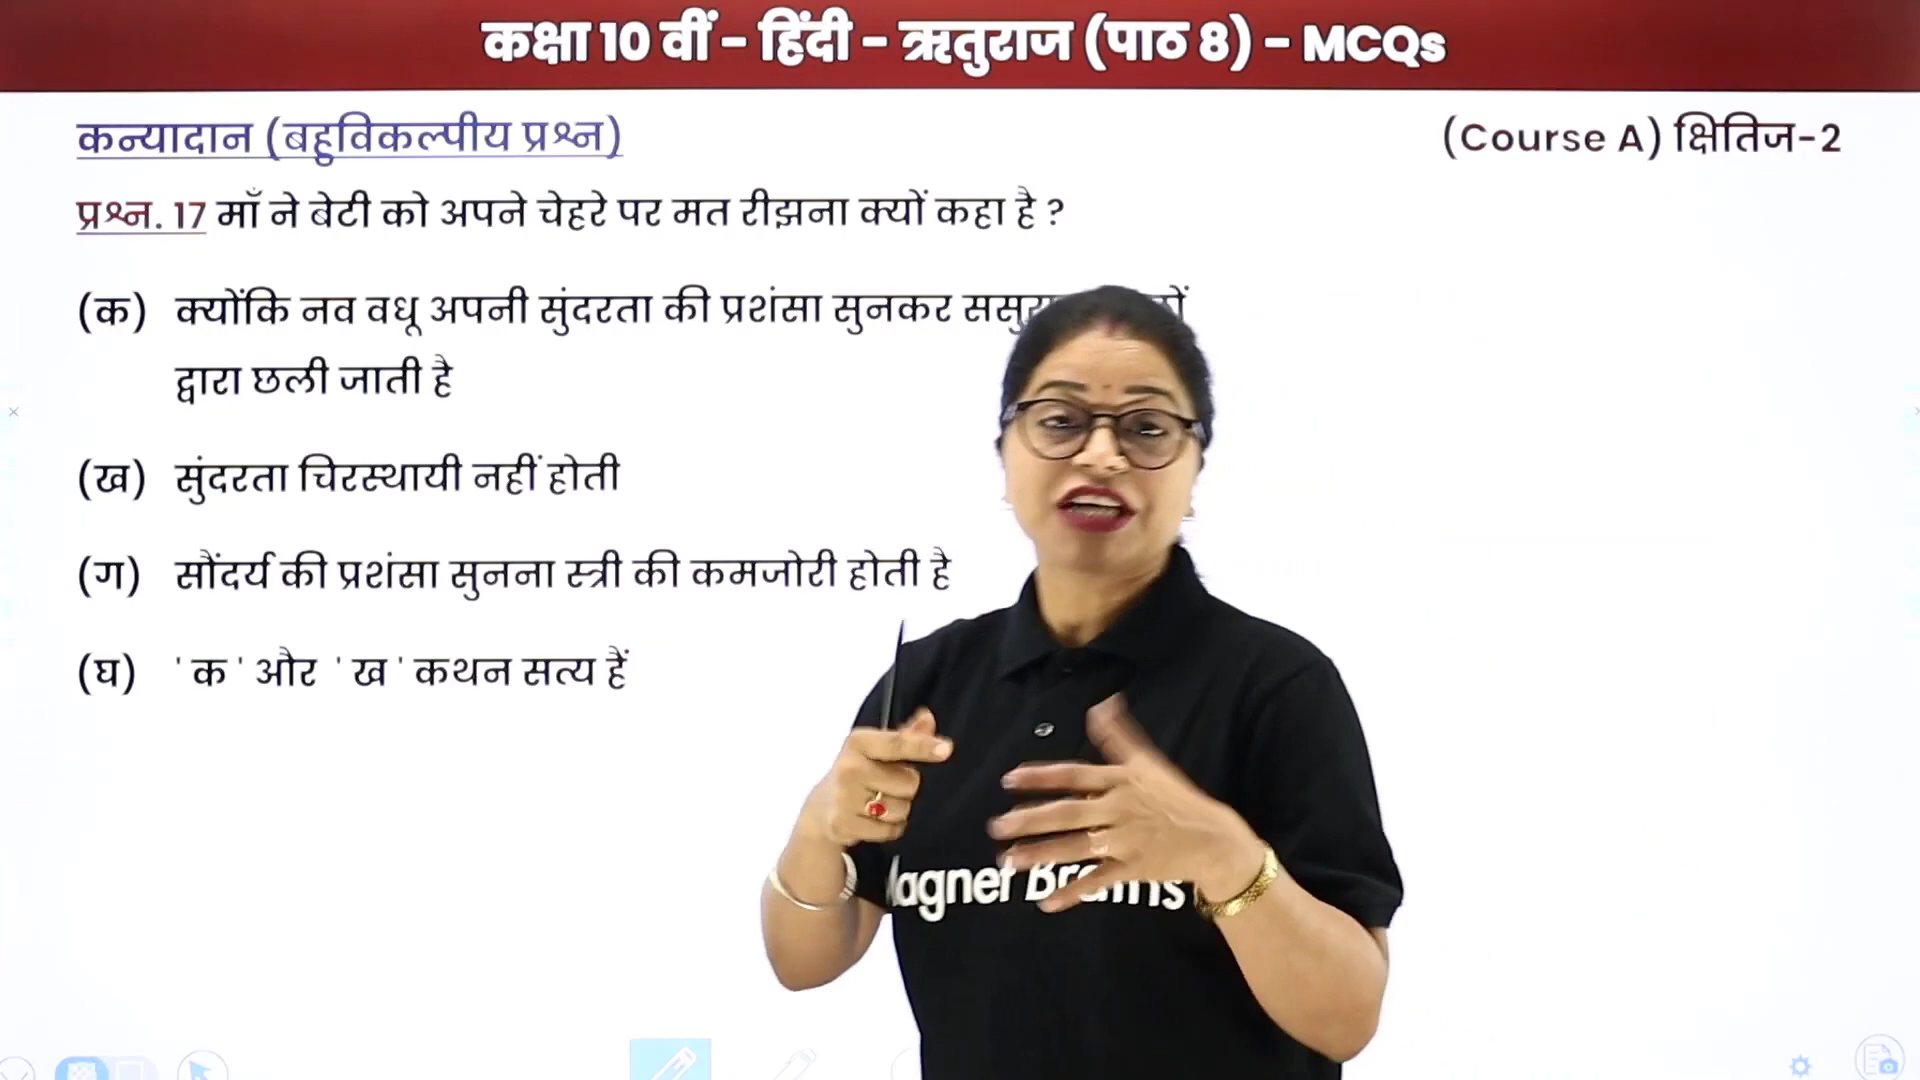 कक्षा 10 वीं - हिंदी - ऋतुराज (पाठ 8) - MCQs
कन्यादान (बहुविकल्पीय प्रश्न)
(Course A) क्षितिज-2
प्रश्न. 17 माँ ने बेटी को अपने चेहरे पर मत रीझना क्यों कहा है ?
(क) क्योंकि नव वधू अपनी सुंदरता की प्रशंसा सुनकर
द्वारा छली जाती है
(ख) सुंदरता चिरस्थायी नहीं होती
(ग) सौंदर्य की प्रशंसा सुनना स्त्री की कमजोरी होती है
(घ) ' क ' और ' ख ' कथन सत्य हैं